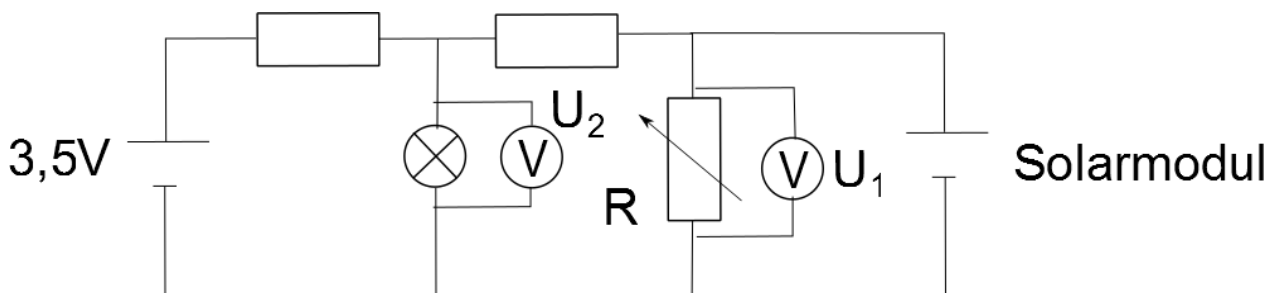 3,5V
V
U₂
R
V
U₁
Solarmodul